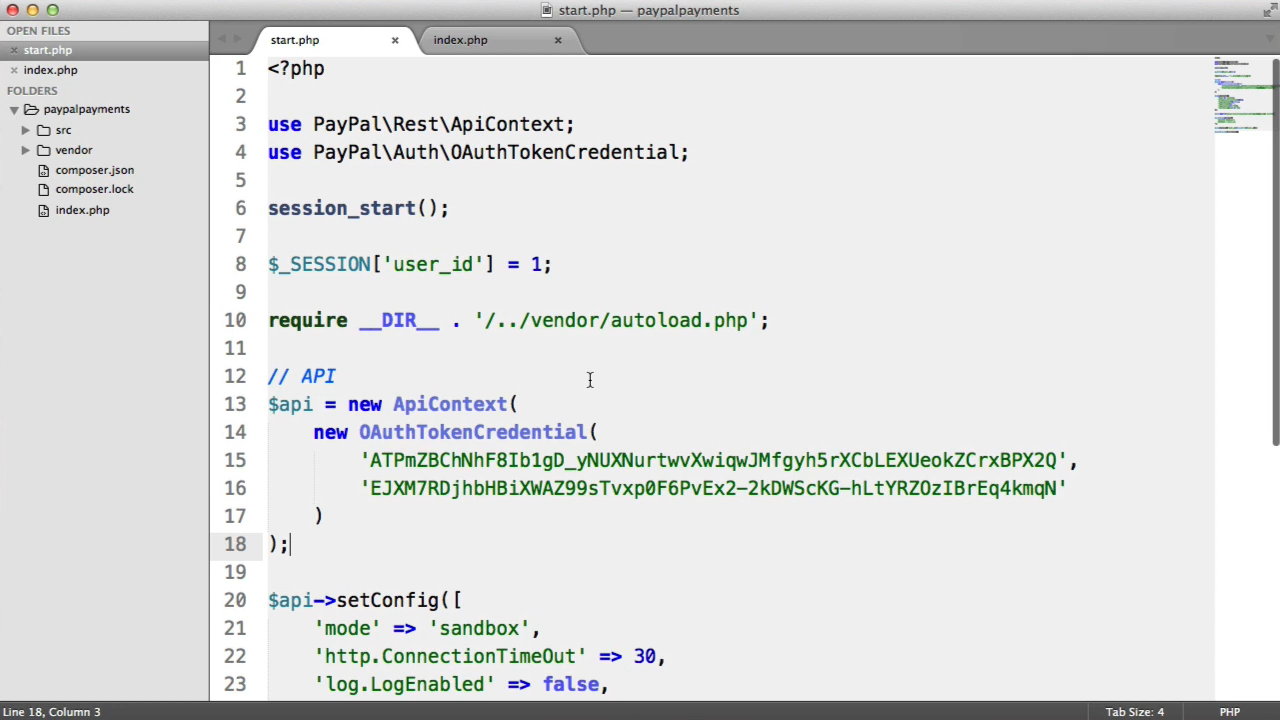 start.php — paypalpayments
OPEN FILES
start.php
index.php
FOLDERS
paypalpayments
src
vendor
composer.json
composer.lock
index.php
start.php
index.php
1 <?php
2
3 use PayPal\Rest\ApiContext;
4 use PayPal\Auth\OAuthTokenCredential;
5
6 session_start();
7
8 $_SESSION['user_id'] = 1;
9
10 require __DIR__ . '/../vendor/autoload.php';
11
12 // API
13 $api = new ApiContext(
14 new OAuthTokenCredential(
15 'ATPmZBChNhF8Ib1gD_yNUXNurtwvXwiqwJMfgyh5rXCbLEXUeokZCrxBPX2Q',
16 'EJXM7RDjhbHBiXWAZ99sTvxp0F6PvEx2-2kDWScKG-hLtYRZOzIBrEq4kmqN'
17 )
18 );
19
20 $api->setConfig([
21 'mode' => 'sandbox',
22 'http.ConnectionTimeOut' => 30,
23 'log.LogEnabled' => false,
Line 18, Column 3
Tab Size: 4
PHP